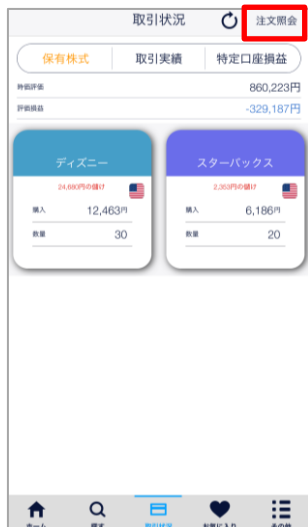 取引状況
注文照会
保有株式
取引実績
特定口座損益
時価評価
860,223円
評価損益
-329,187円
ディズニー
24,680円の儲け
購入
12,463円
数量
30
スターバックス
2,353円の儲け
購入
6,186円
数量
20
ホーム
探す
取引状況
お気に入り
その他